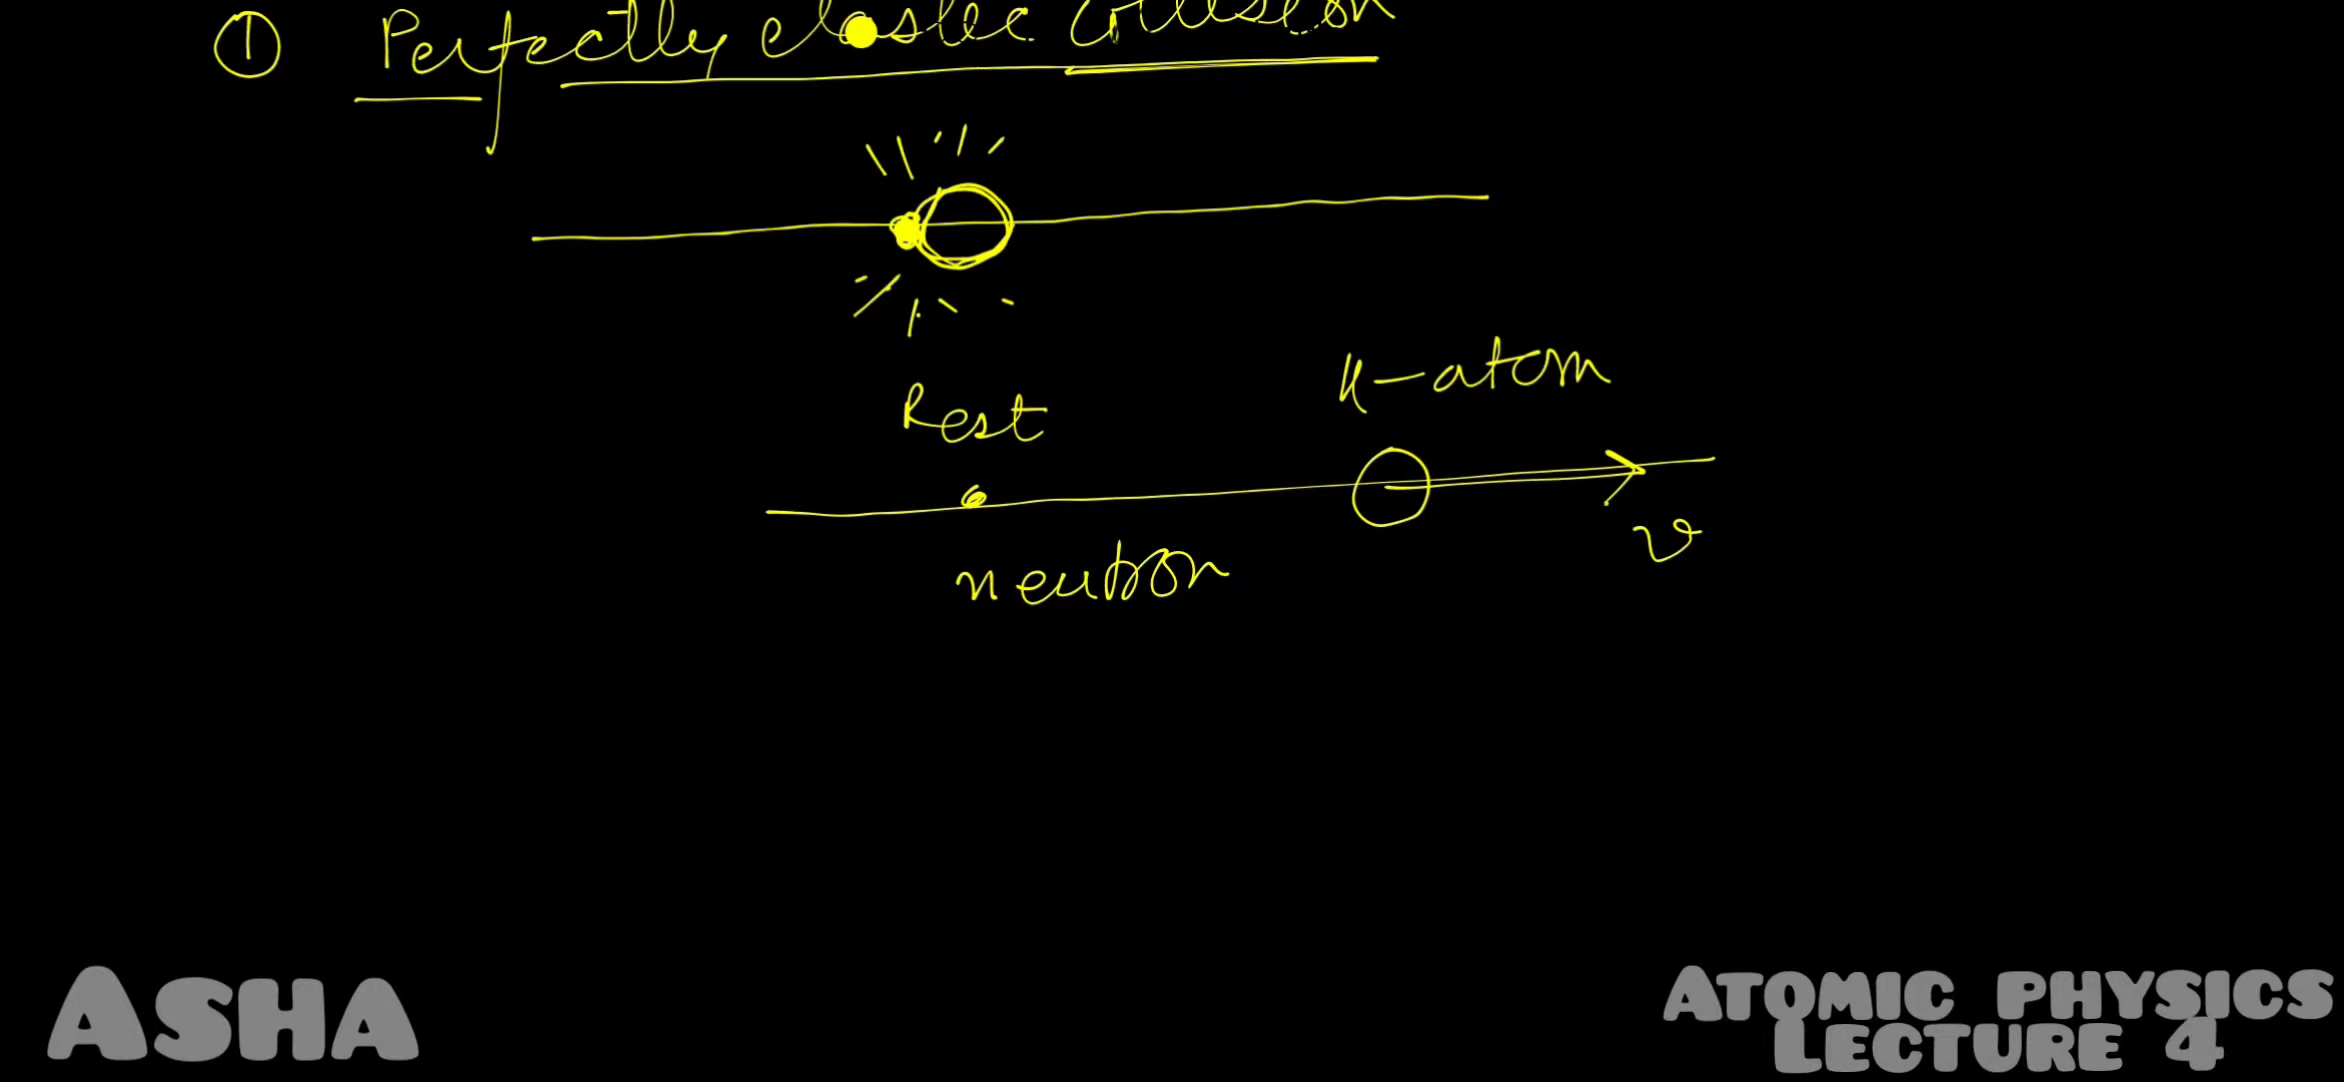 ① Perfectly elastic collision
Rest
H-atom
v
neutron
ASHA
ATOMIC PHYSICS
LECTURE 4